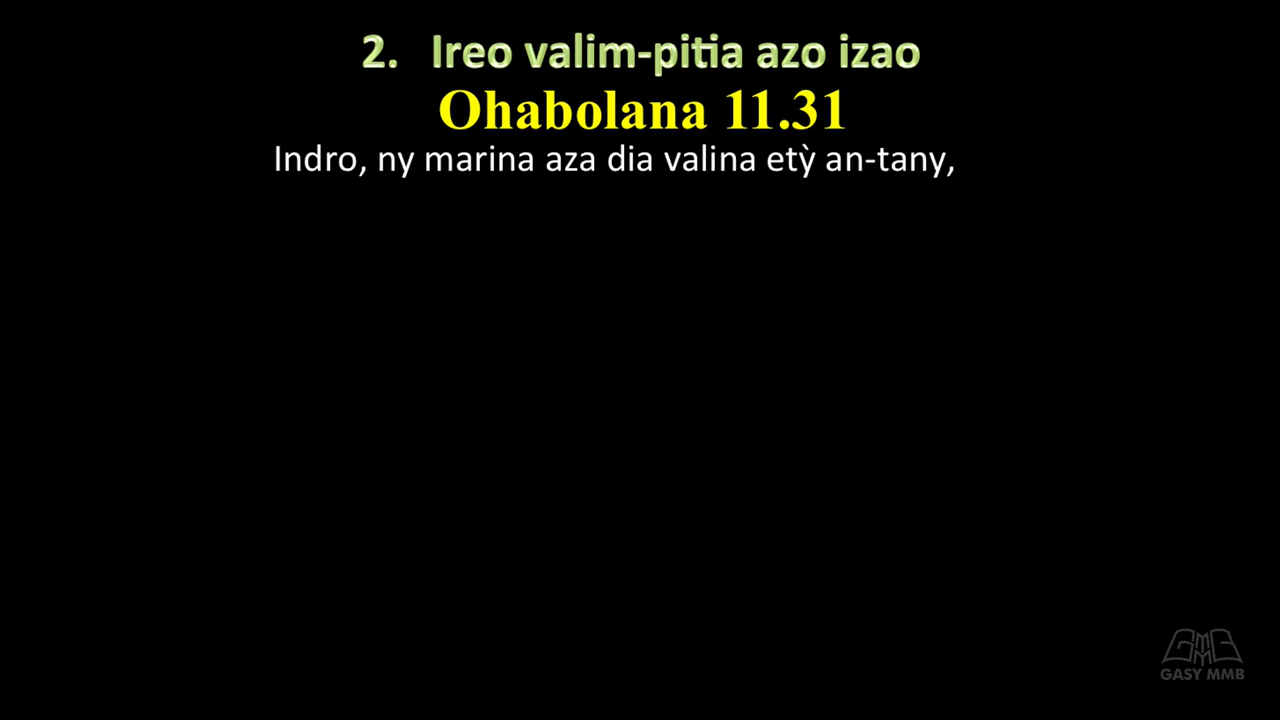 2. Ireo valim-pitia azo izao
Ohabolana 11.31
Indro, ny marina aza dia valina etỳ an-tany,
GASY MMB